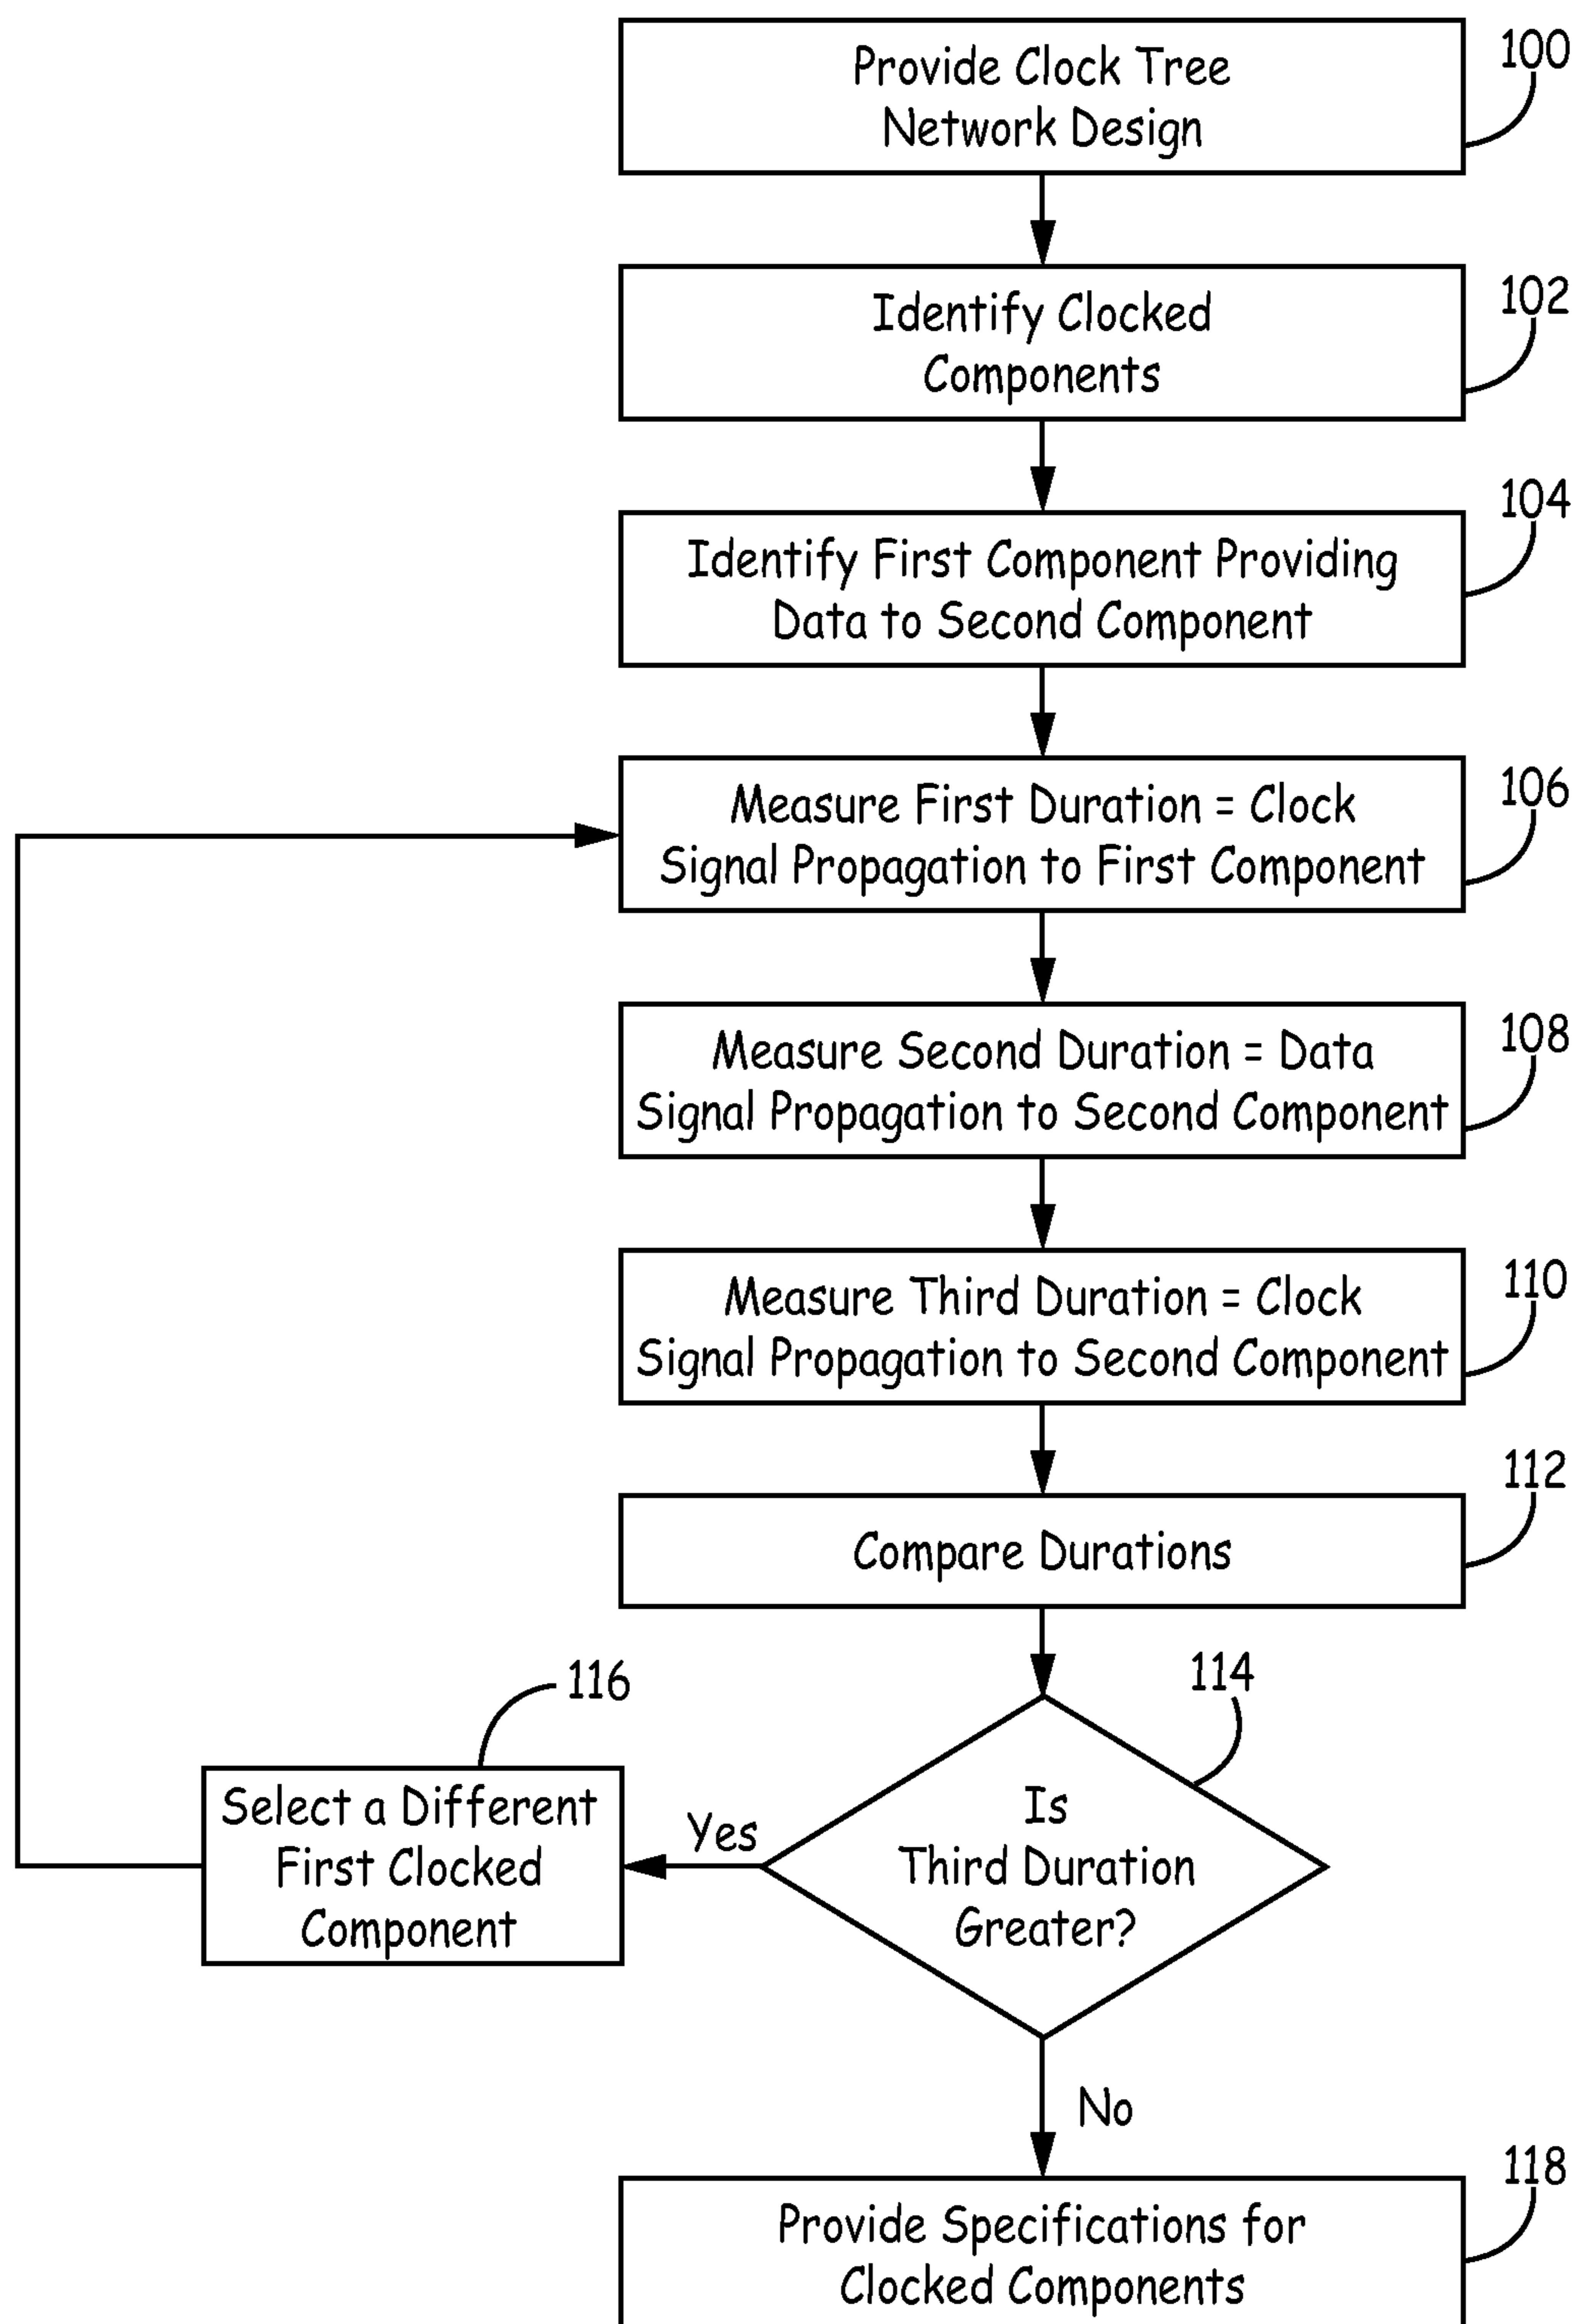 Provide Clock Tree
Network Design
100
Identify Clocked
Components
102
Identify First Component Providing
Data to Second Component
104
Measure First Duration = Clock
Signal Propagation to First Component
106
Measure Second Duration = Data
Signal Propagation to Second Component
108
Measure Third Duration = Clock
Signal Propagation to Second Component
110
Compare Durations
112
Is
Third Duration
Greater?
114
Yes
Select a Different
First Clocked
Component
116
No
Provide Specifications for
Clocked Components
118